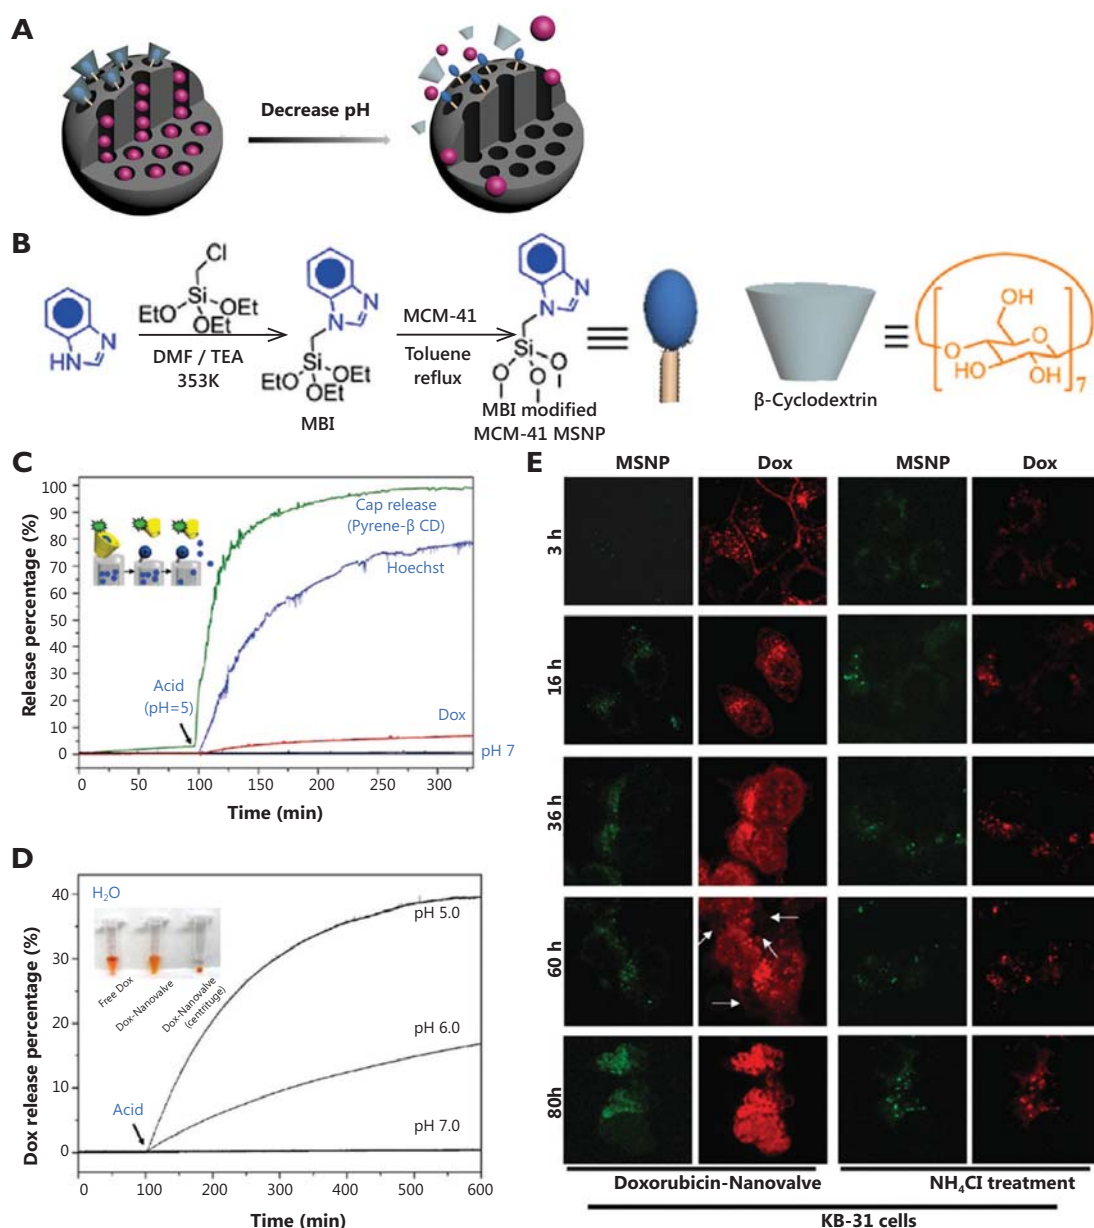 A
Decrease pH
B
Cl
Si
EtO O OEt
Et
HN N
DMF / TEA
353K
N N
Si
EtO O OEt
Et
MBI
MCM-41
Toluene
reflux
N N
Si
O O O
MBI modified
MCM-41 MSNP
β-Cyclodextrin
OH
O
O
HO
OH
7
C
Release percentage (%)
100
90
80
70
60
50
40
30
20
10
0
Cap release
(Pyrene-β CD)
Hoechst
Acid
(pH=5)
Dox
pH 7
0 50 100 150 200 250 300
Time (min)
D
Dox release percentage (%)
40
30
20
10
0
H₂O
Free Dox
Dox-Nanovalve
Dox-Nanovalve
(centrituge)
pH 5.0
pH 6.0
pH 7.0
Acid
0 100 200 300 400 500 600
Time (min)
E
MSNP Dox MSNP Dox
3 h
16 h
36 h
60 h
80h
Doxorubicin-Nanovalve NH₄CI treatment
KB-31 cells